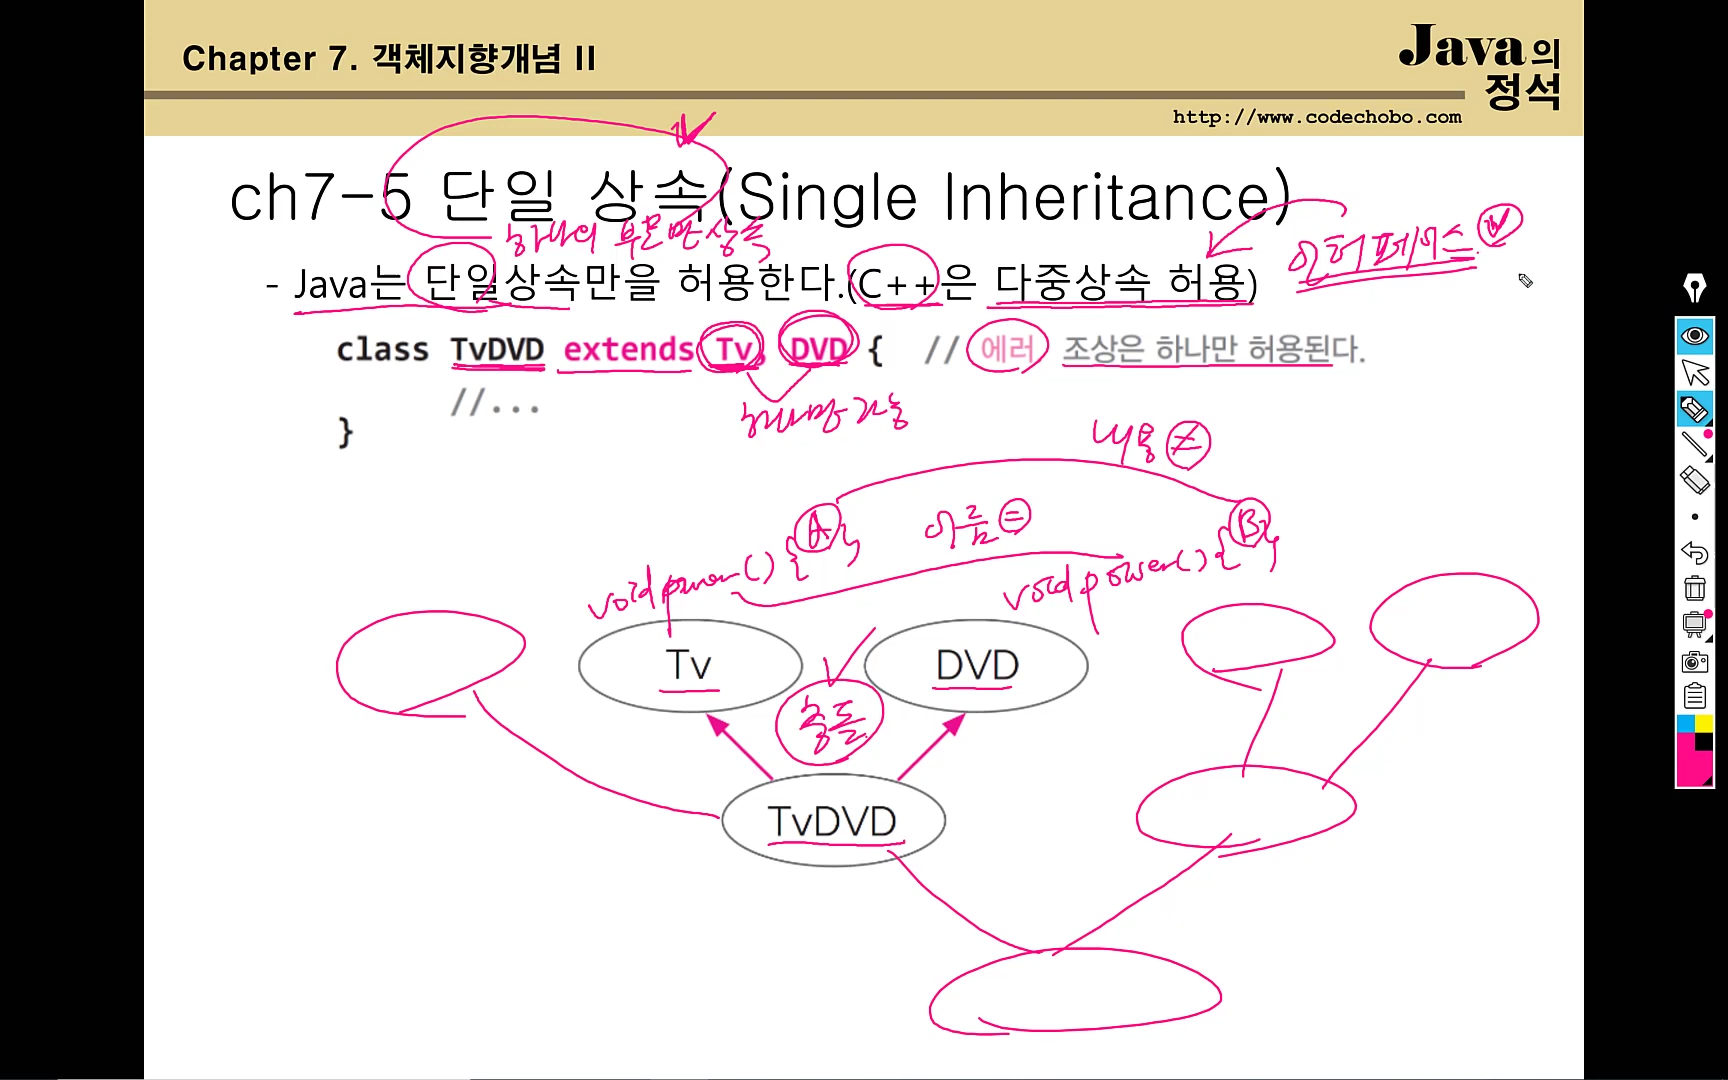 Chapter 7. 객체지향개념 II
Java의
정석
http://www.codechobo.com
ch7-5 단일 상속(Single Inheritance)
하나의 부모만 상속
인터페이스
- Java는 단일상속만을 허용한다.(C++은 다중상속 허용)
class TvDVD extends Tv, DVD { // 에러 조상은 하나만 허용된다.
//...
하나만 가능
}
내용 ≠
이름 =
void power() { A }
void power() { B }
Tv
DVD
충돌
TvDVD